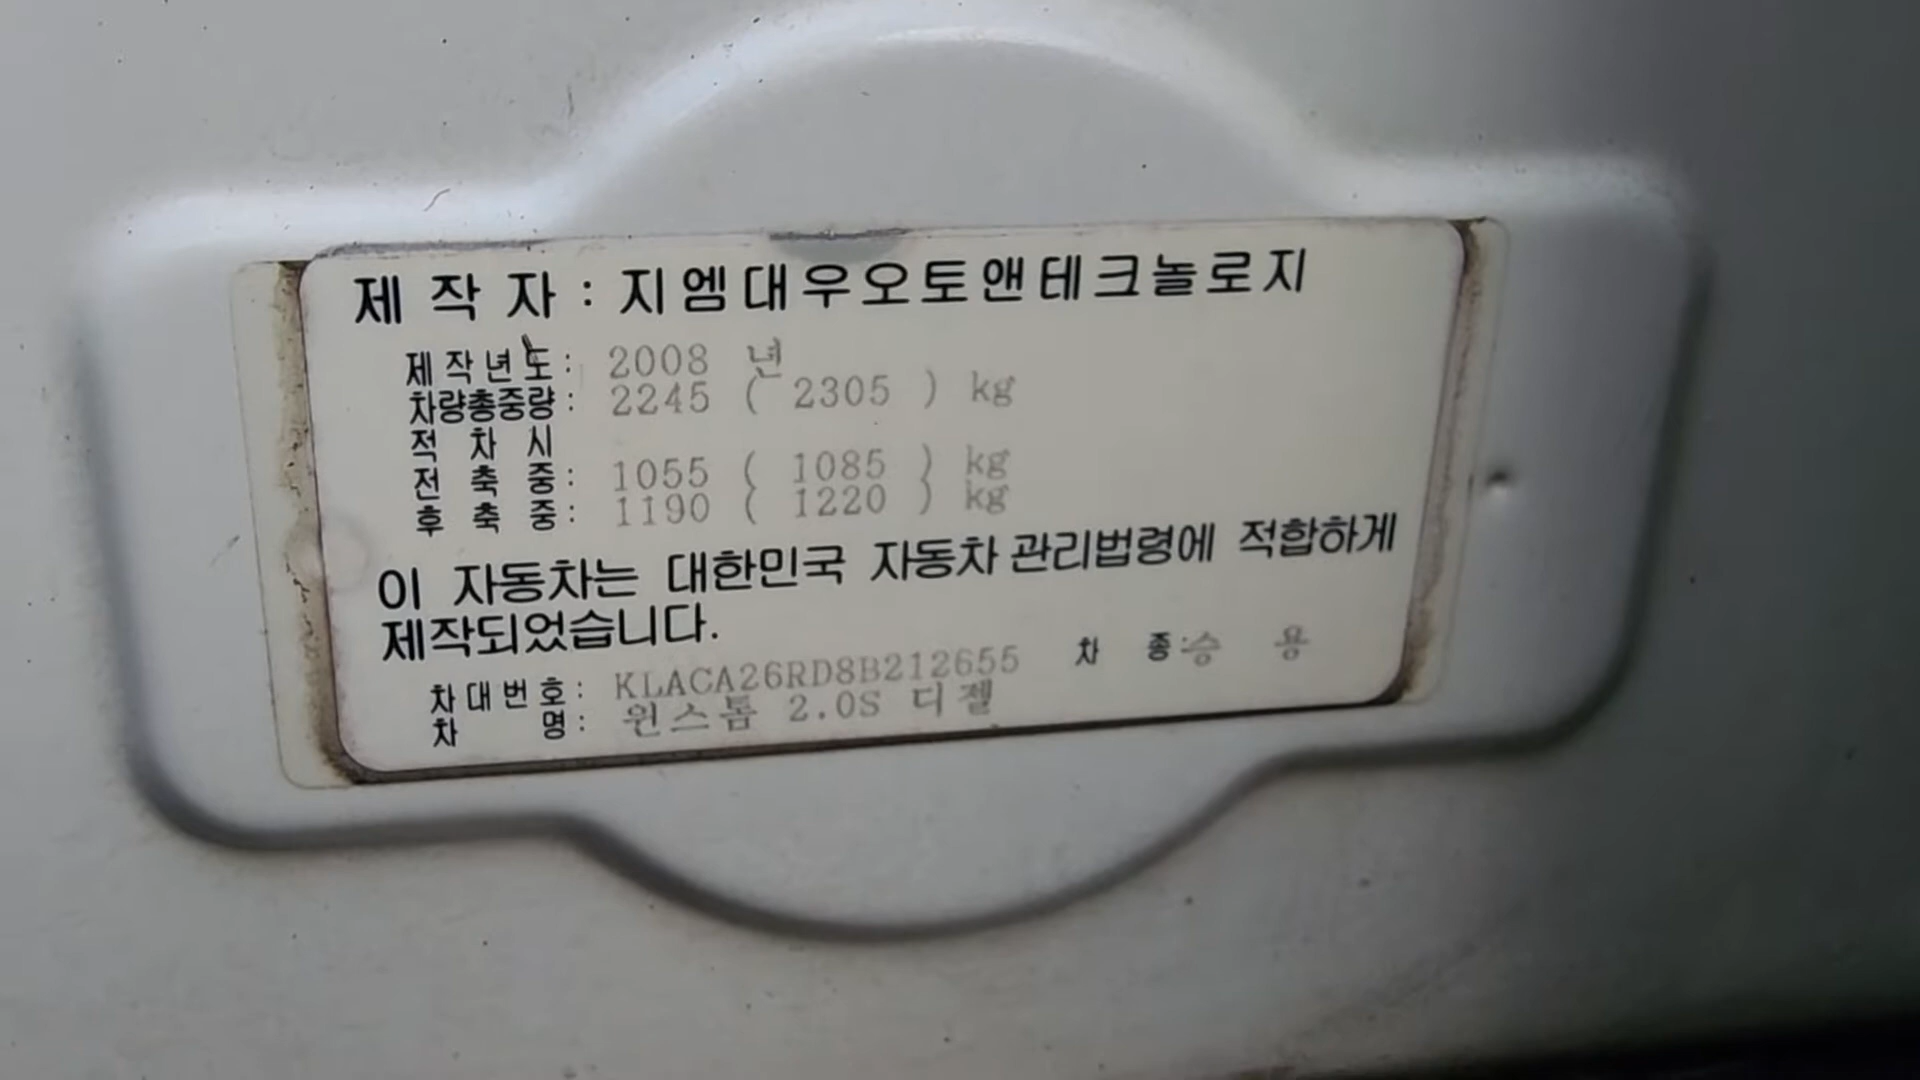 제 작 자 : 지엠대우오토앤테크놀로지
제작년도: 2008 년
차량총중량: 2245 ( 2305 ) kg
적 차 시
전 축 중: 1055 ( 1085 ) kg
후 축 중: 1190 ( 1220 ) kg
이 자동차는 대한민국 자동차관리법령에 적합하게
제작되었습니다.
차대번호: KLACA26RD8B212655 차 종:승 용
차 명: 윈스톰 2.0S 디젤